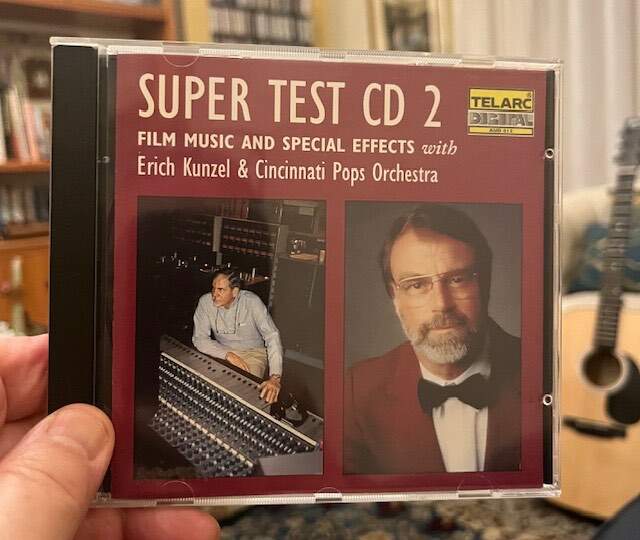 SUPER TEST CD 2
FILM MUSIC AND SPECIAL EFFECTS with
Erich Kunzel & Cincinnati Pops Orchestra
TELARC
DIGITAL